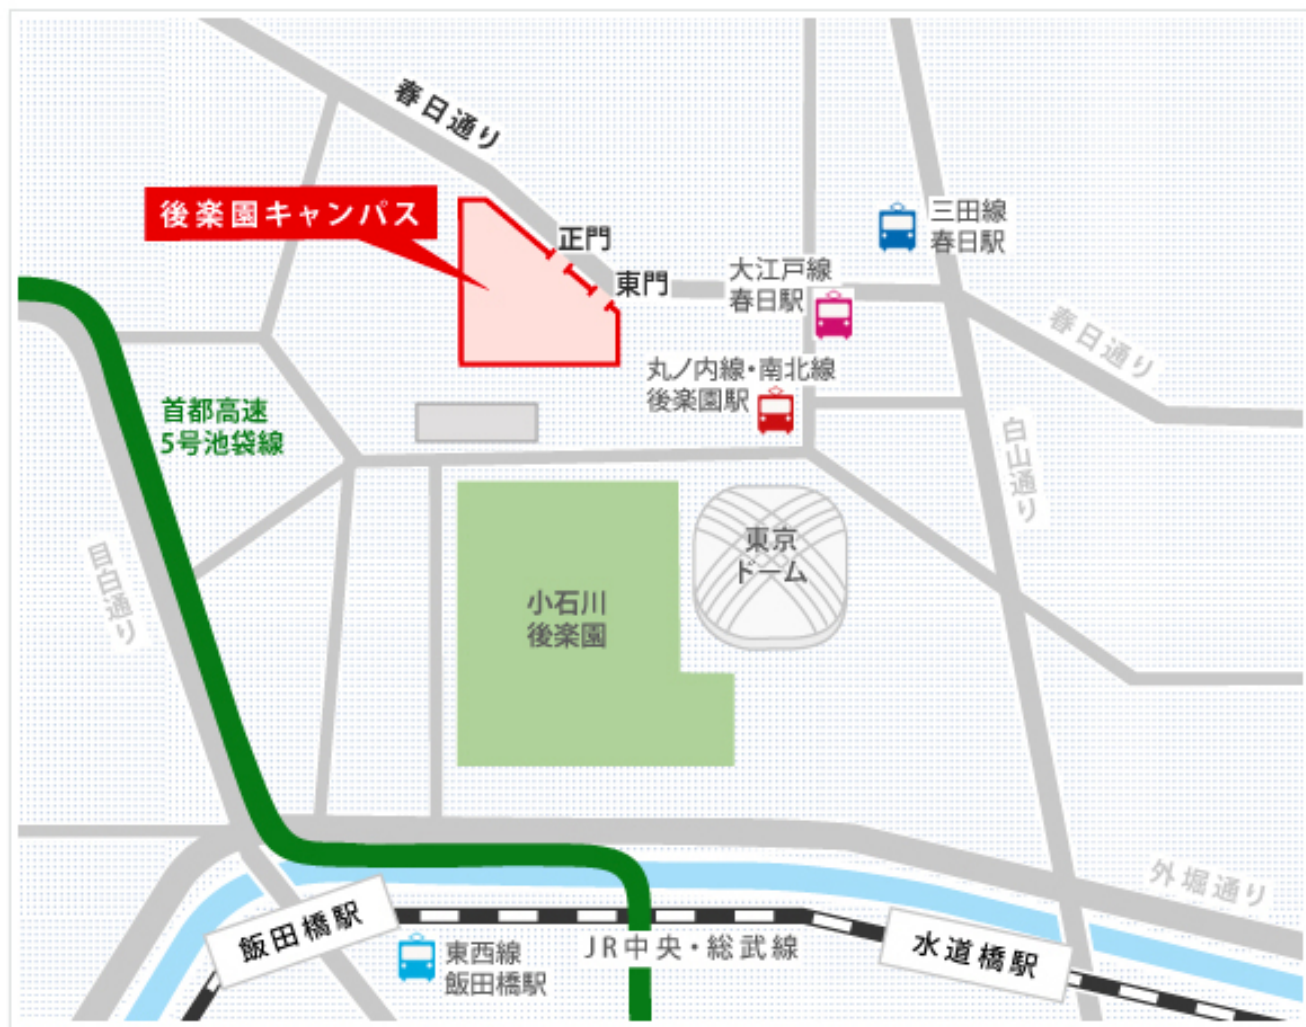 春日通り
後楽園キャンパス
正門
東門
三田線
春日駅
大江戸線
春日駅
春日通り
丸ノ内線・南北線
後楽園駅
首都高速
5号池袋線
白山通り
目白通り
東京
ドーム
小石川
後楽園
外堀通り
飯田橋駅
東西線
飯田橋駅
JR中央・総武線
水道橋駅